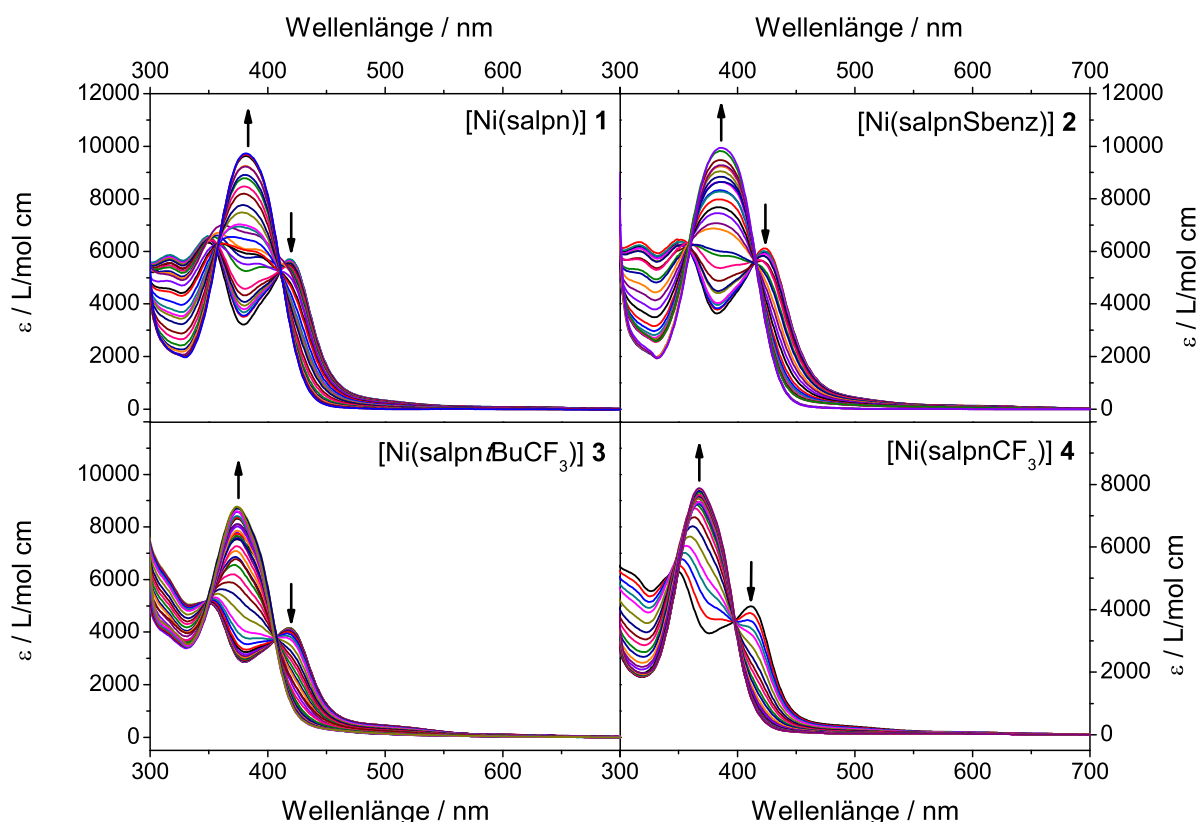 Wellenlänge / nm Wellenlänge / nm
300 400 500 600 300 400 500 600 700
12000 12000
[Ni(salpn)] 1 [Ni(salpnSbenz)] 2
10000 10000
8000 8000
6000 6000
4000 4000
2000 2000
0 0
ε / L/mol cm ε / L/mol cm
[Ni(salpntBuCF3)] 3 [Ni(salpnCF3)] 4
10000
8000 8000
6000 6000
4000 4000
2000 2000
0 0
ε / L/mol cm ε / L/mol cm
300 400 500 600 300 400 500 600 700
Wellenlänge / nm Wellenlänge / nm